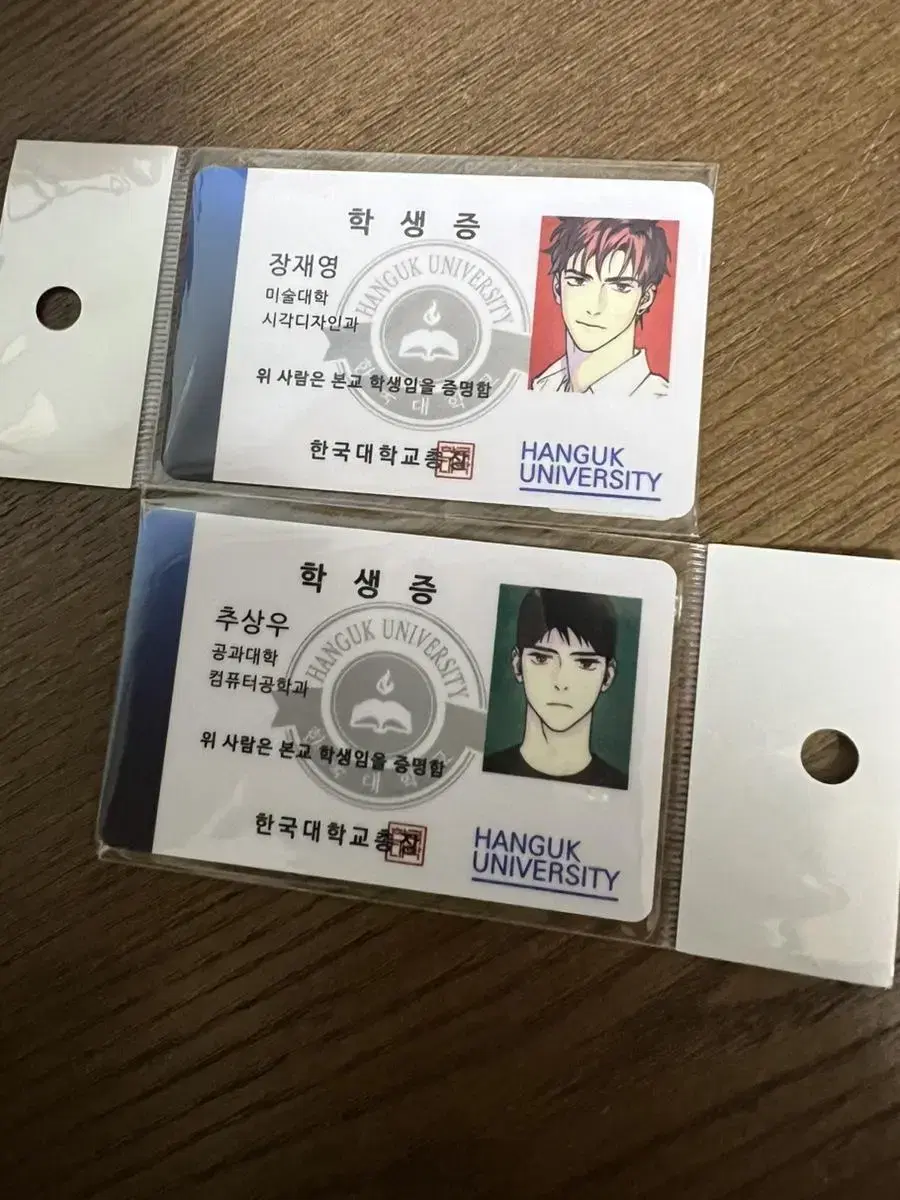 학 생 증
장재영
미술대학
시각디자인과
HANGUK UNIVERSITY
위 사람은 본교 학생임을 증명함
한국대학교총
HANGUK
UNIVERSITY
학 생 증
추상우
공과대학
컴퓨터공학과
HANGUK UNIVERSITY
위 사람은 본교 학생임을 증명함
한국대학교총
HANGUK
UNIVERSITY